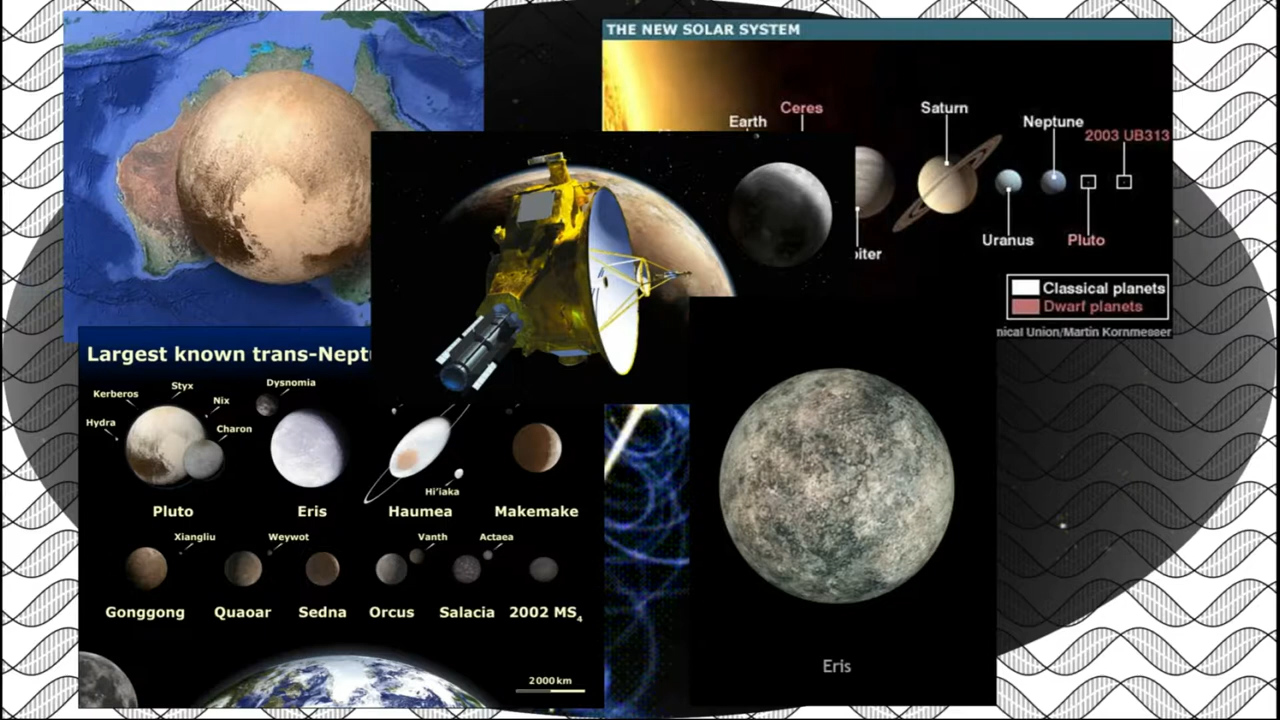 THE NEW SOLAR SYSTEM
Earth
Ceres
Saturn
Neptune
2003 UB313
piter
Uranus
Pluto
Classical planets
Dwarf planets
nical Union/Martin Kornmesser
Largest known trans-Neptu
Kerberos
Styx
Nix
Hydra
Charon
Dysnomia
Hi'iaka
Pluto
Eris
Haumea
Makemake
Xiangliu
Weywot
Vanth
Actaea
Gonggong
Quaoar
Sedna
Orcus
Salacia
2002 MS4
2000 km
Eris